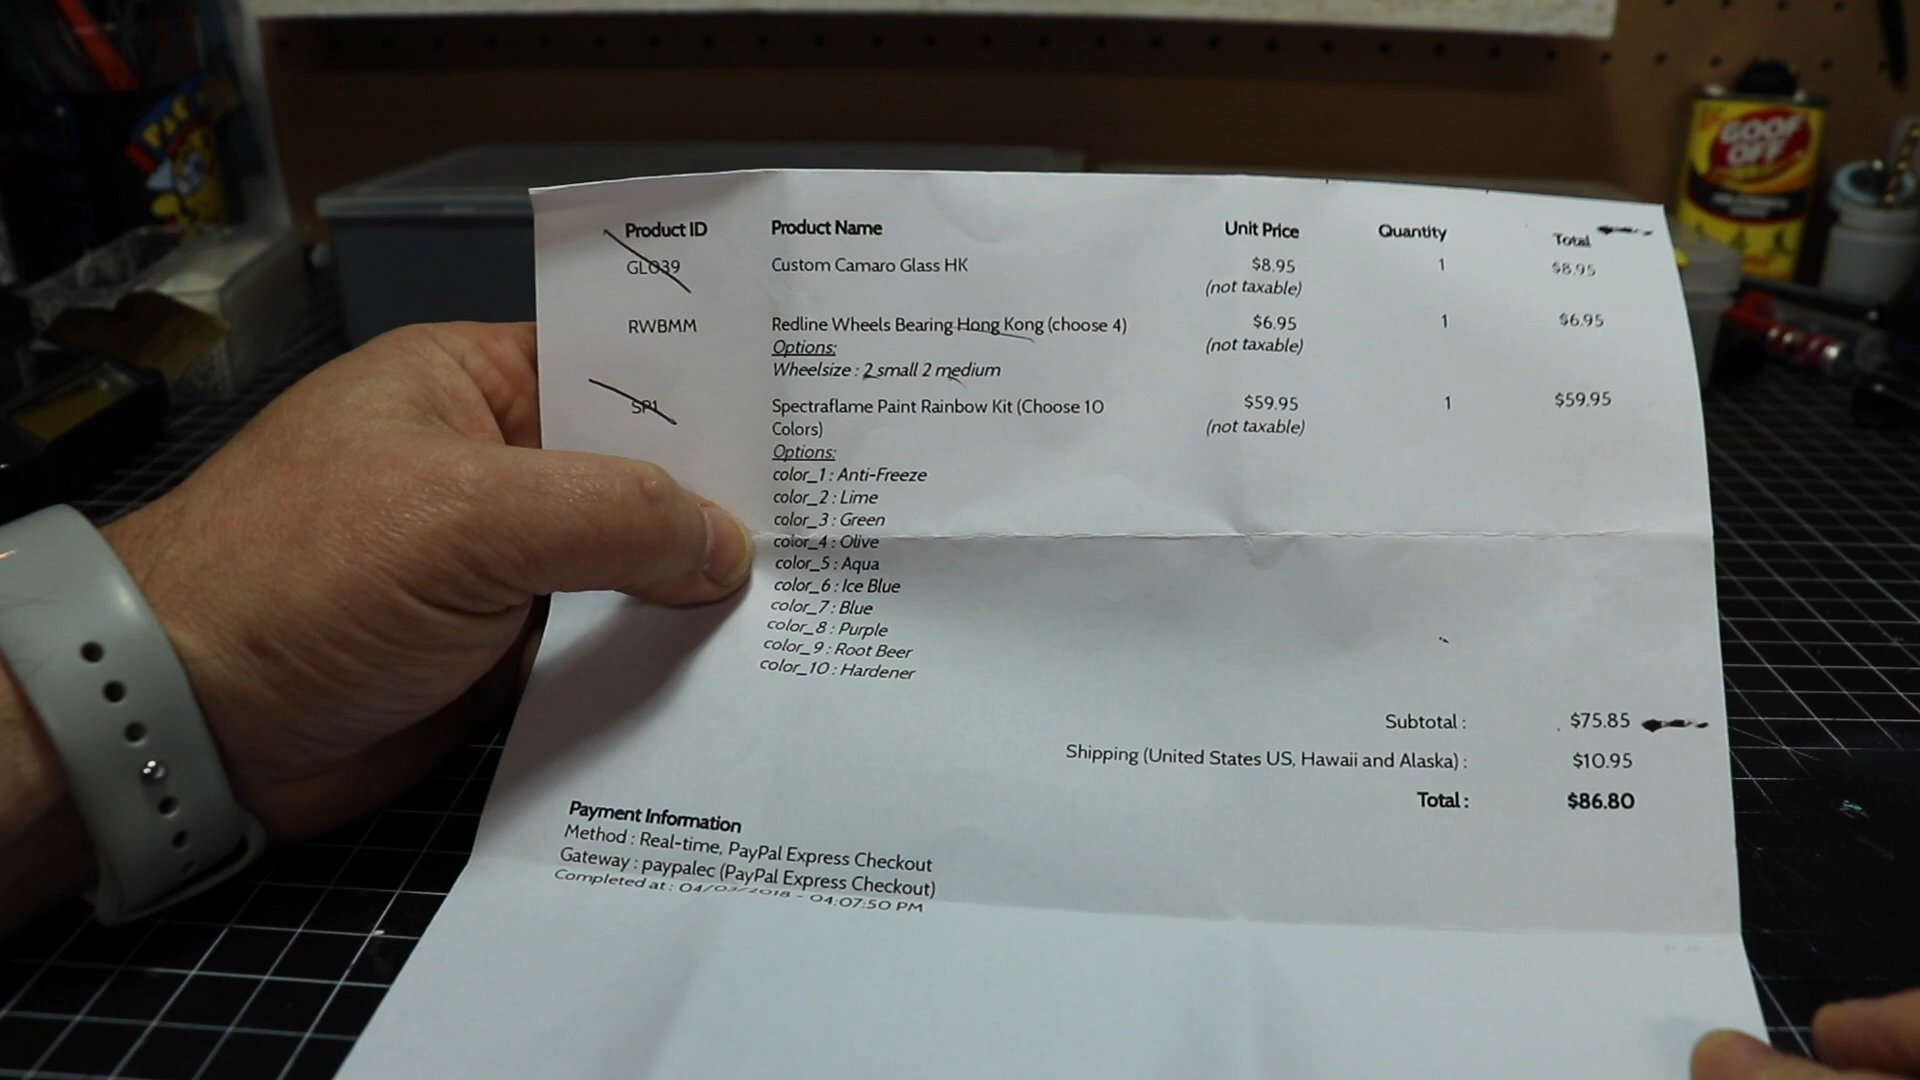 Product ID Product Name Unit Price Quantity Total
GL039 Custom Camaro Glass HK $8.95 1 $8.95
(not taxable)
RWBMM Redline Wheels Bearing Hong Kong (choose 4) $6.95 1 $6.95
Options: (not taxable)
Wheelsize : 2 small 2 medium
SP1 Spectraflame Paint Rainbow Kit (Choose 10 $59.95 1 $59.95
Colors) (not taxable)
Options:
color_1 : Anti-Freeze
color_2 : Lime
color_3 : Green
color_4 : Olive
color_5 : Aqua
color_6 : Ice Blue
color_7 : Blue
color_8 : Purple
color_9 : Root Beer
color_10 : Hardener
Subtotal : $75.85
Shipping (United States US, Hawaii and Alaska) : $10.95
Total : $86.80
Payment Information
Method : Real-time, PayPal Express Checkout
Gateway : paypalec (PayPal Express Checkout)
Completed at : 04/03/2018 - 04:07:50 PM
GOOF
OFF